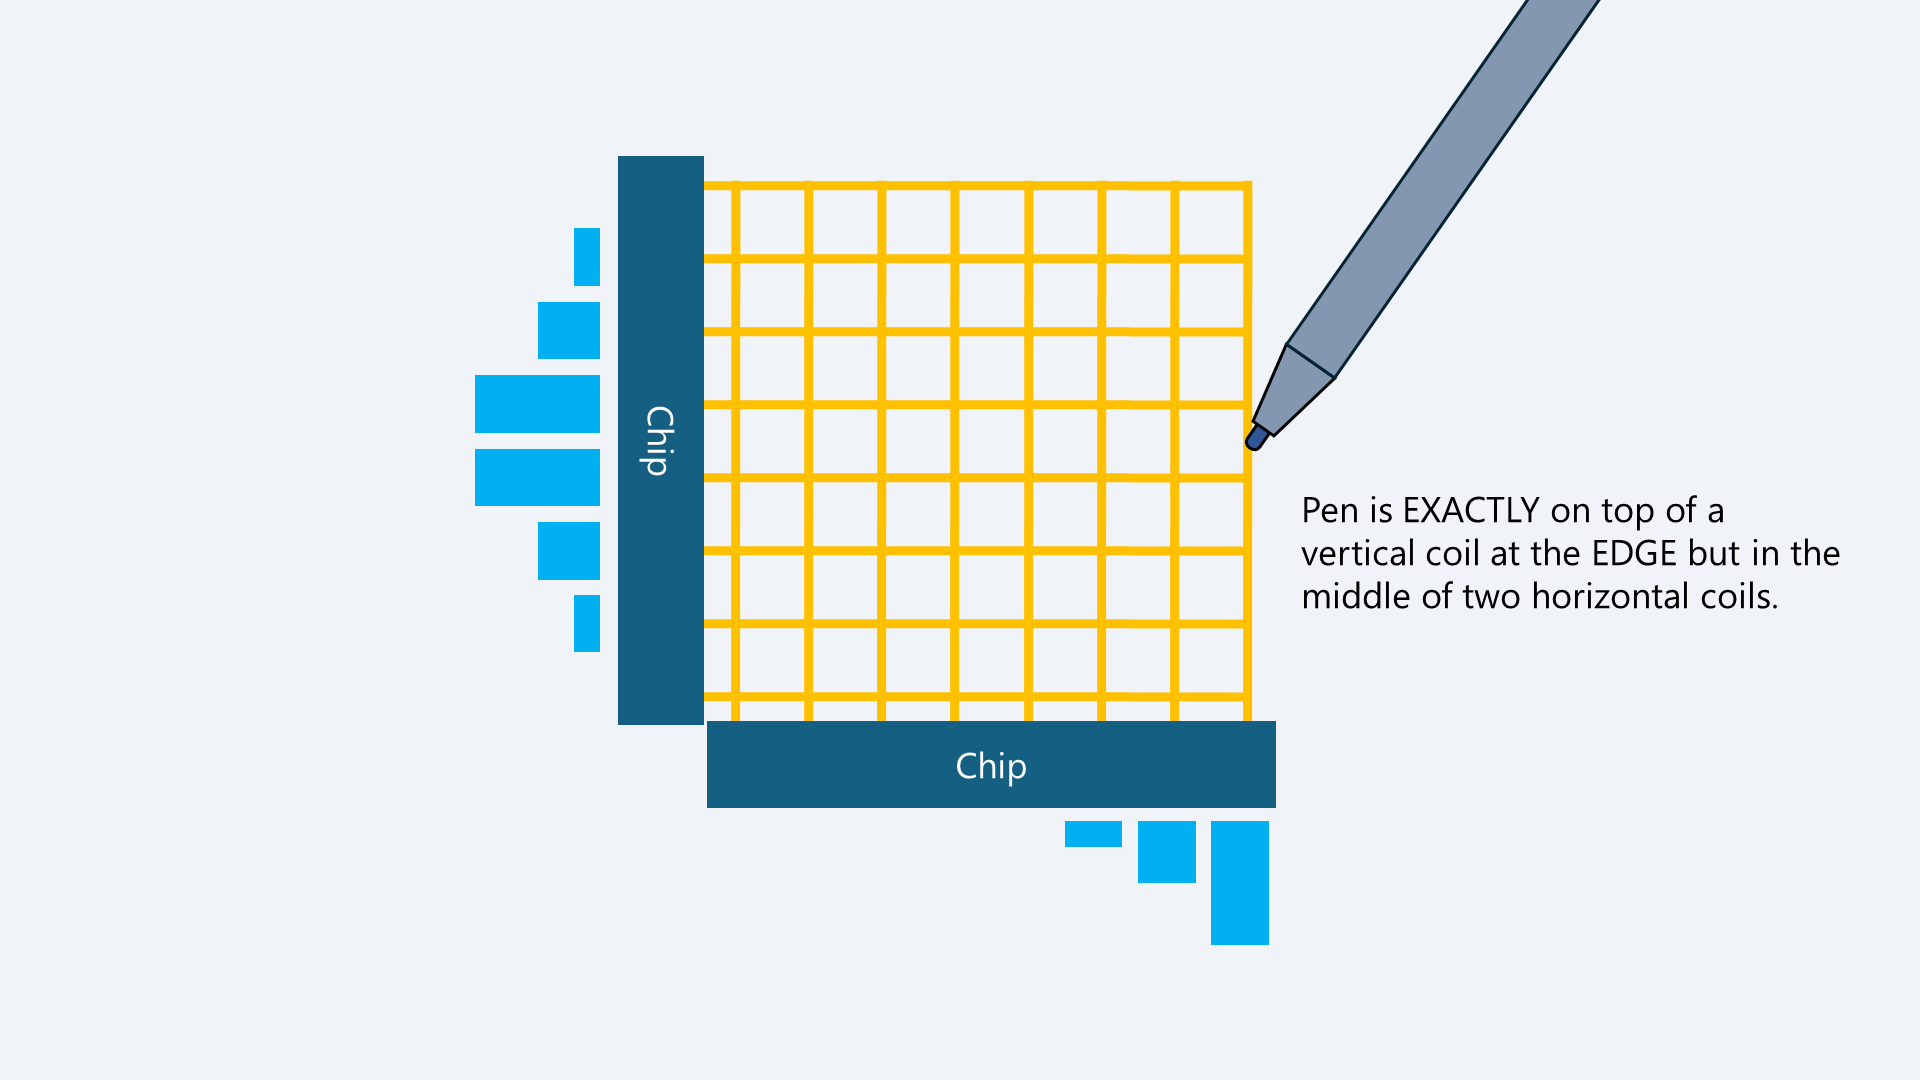 Chip
Pen is EXACTLY on top of a
vertical coil at the EDGE but in the
middle of two horizontal coils.
Chip